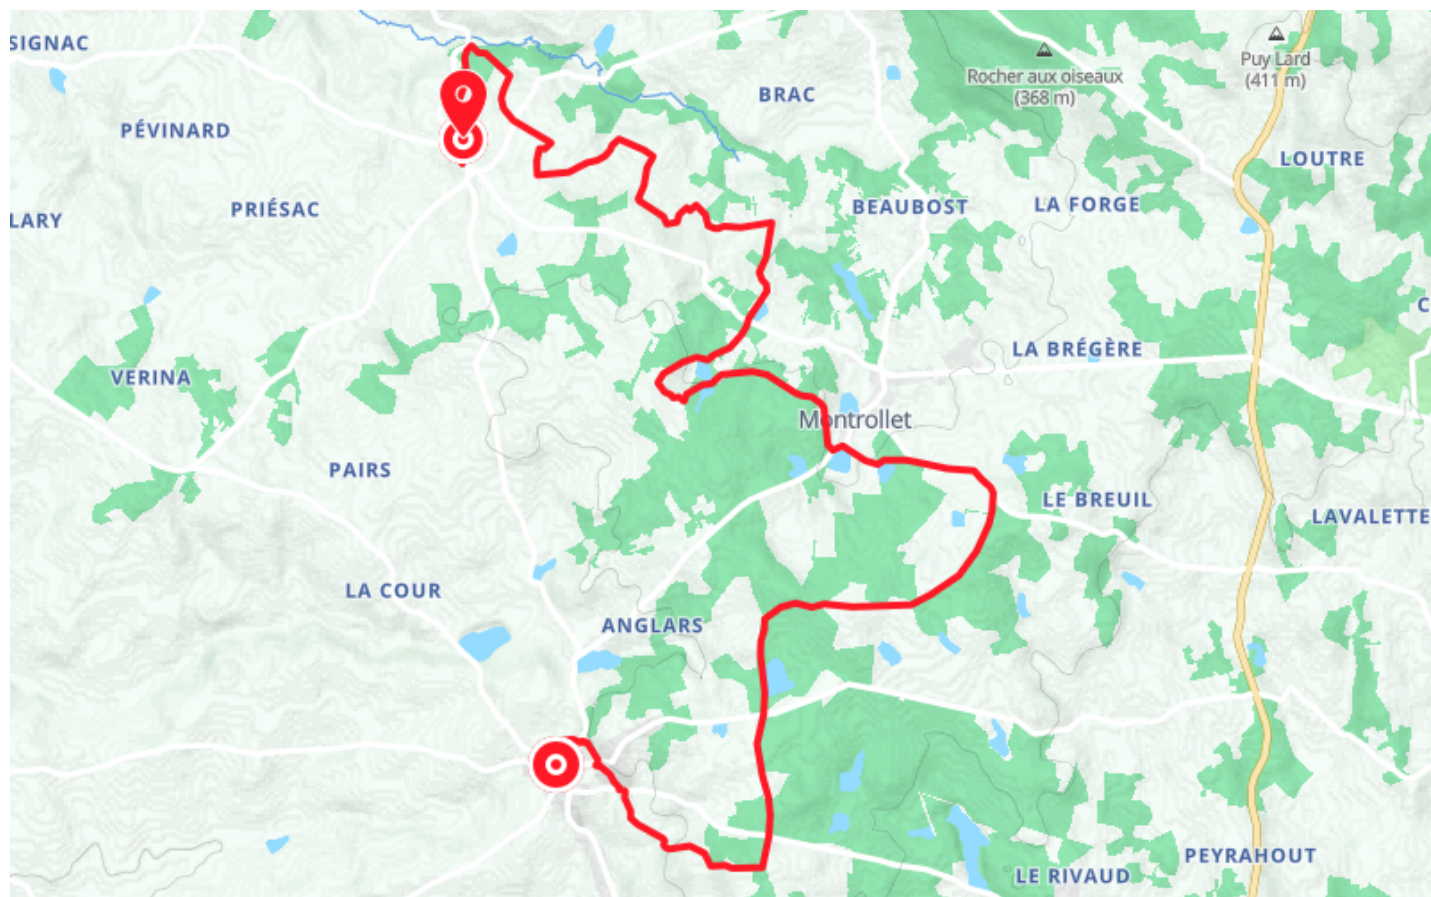 SIGNAC
Rocher aux oiseaux
(368 m)
Puy Lard
(411 m)
BRAC
PÉVINARD
LOUTRE
PRIÉSAC
BEAUBOST
LA FORGE
LARY
C
LA BRÉGÈRE
VERINA
Montrollet
PAIRS
LE BREUIL
LAVALETTE
LA COUR
ANGLARS
PEYRAHOUT
LE RIVAUD